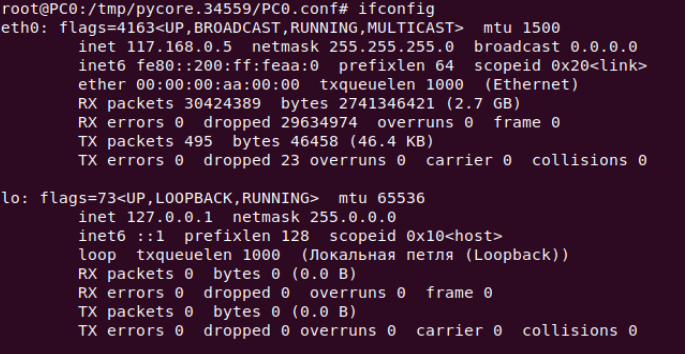 root@PC0:/tmp/pycore.34559/PC0.conf# ifconfig
eth0: flags=4163<UP,BROADCAST,RUNNING,MULTICAST>  mtu 1500
        inet 117.168.0.5  netmask 255.255.255.0  broadcast 0.0.0.0
        inet6 fe80::200:ff:feaa:0  prefixlen 64  scopeid 0x20<link>
        ether 00:00:00:aa:00:00  txqueuelen 1000  (Ethernet)
        RX packets 30424389  bytes 2741346421 (2.7 GB)
        RX errors 0  dropped 29634974  overruns 0  frame 0
        TX packets 495  bytes 46458 (46.4 KB)
        TX errors 0  dropped 23 overruns 0  carrier 0  collisions 0

lo: flags=73<UP,LOOPBACK,RUNNING>  mtu 65536
        inet 127.0.0.1  netmask 255.0.0.0
        inet6 ::1  prefixlen 128  scopeid 0x10<host>
        loop  txqueuelen 1000  (Локальная петля (Loopback))
        RX packets 0  bytes 0 (0.0 B)
        RX errors 0  dropped 0  overruns 0  frame 0
        TX packets 0  bytes 0 (0.0 B)
        TX errors 0  dropped 0 overruns 0  carrier 0  collisions 0